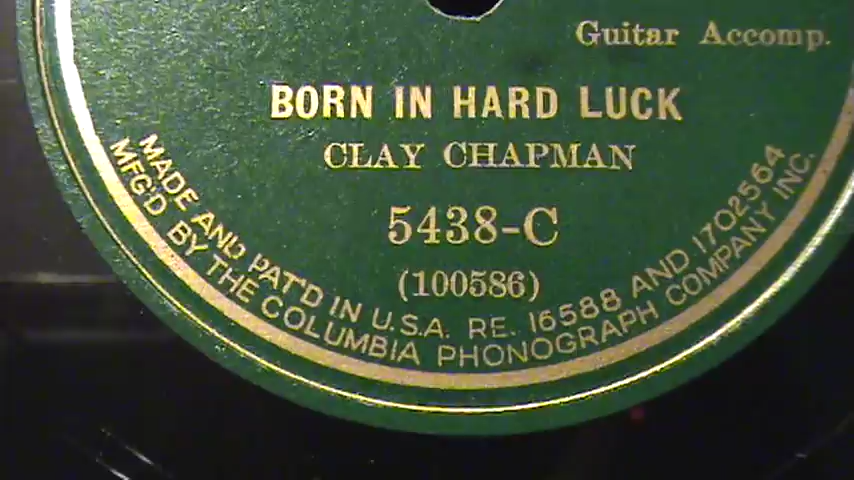 Guitar Accomp.
BORN IN HARD LUCK
CLAY CHAPMAN
5438-C
(100586)
MADE AND PAT'D IN U.S.A. RE. 16588 AND 1702564
MFG'D BY THE COLUMBIA PHONOGRAPH COMPANY INC.